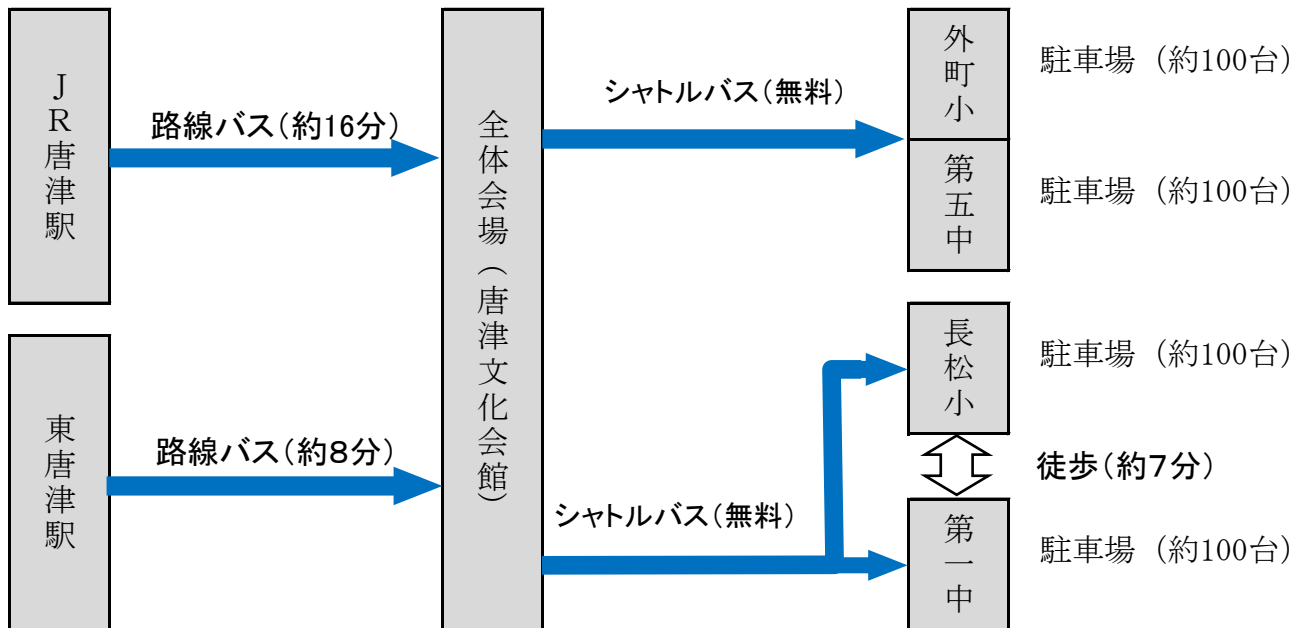 JR唐津駅
路線バス（約16分）
東唐津駅
路線バス（約８分）
全体会場（唐津文化会館）
シャトルバス（無料）
外町小
駐車場（約100台）
第五中
駐車場（約100台）
シャトルバス（無料）
長松小
駐車場（約100台）
徒歩（約７分）
第一中
駐車場（約100台）